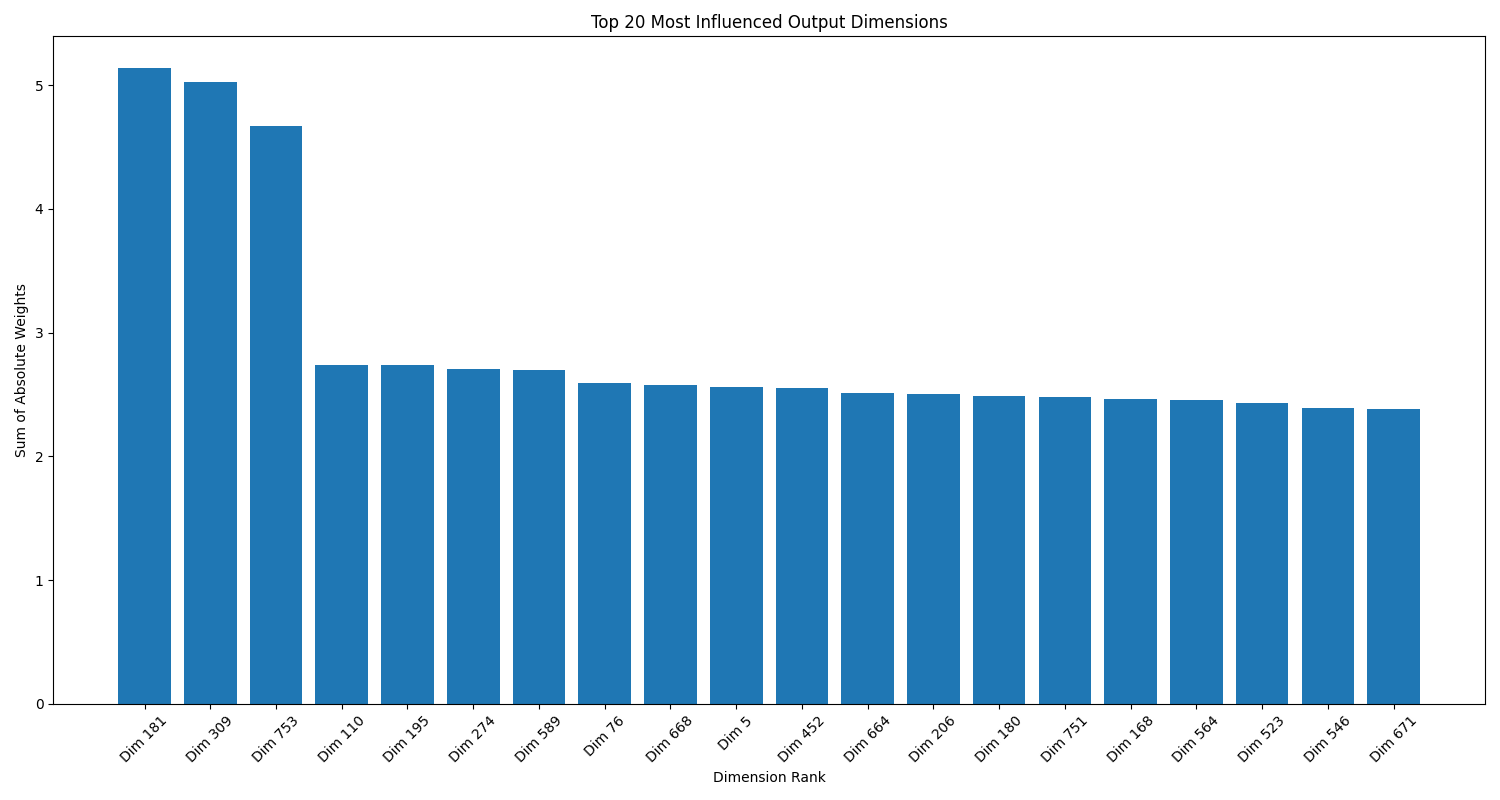 Top 20 Most Influenced Output Dimensions
Sum of Absolute Weights
5
4
3
2
1
0
Dim 181
Dim 309
Dim 753
Dim 110
Dim 195
Dim 274
Dim 589
Dim 76
Dim 668
Dim 5
Dim 452
Dim 664
Dim 206
Dim 180
Dim 751
Dim 168
Dim 564
Dim 523
Dim 546
Dim 671
Dimension Rank